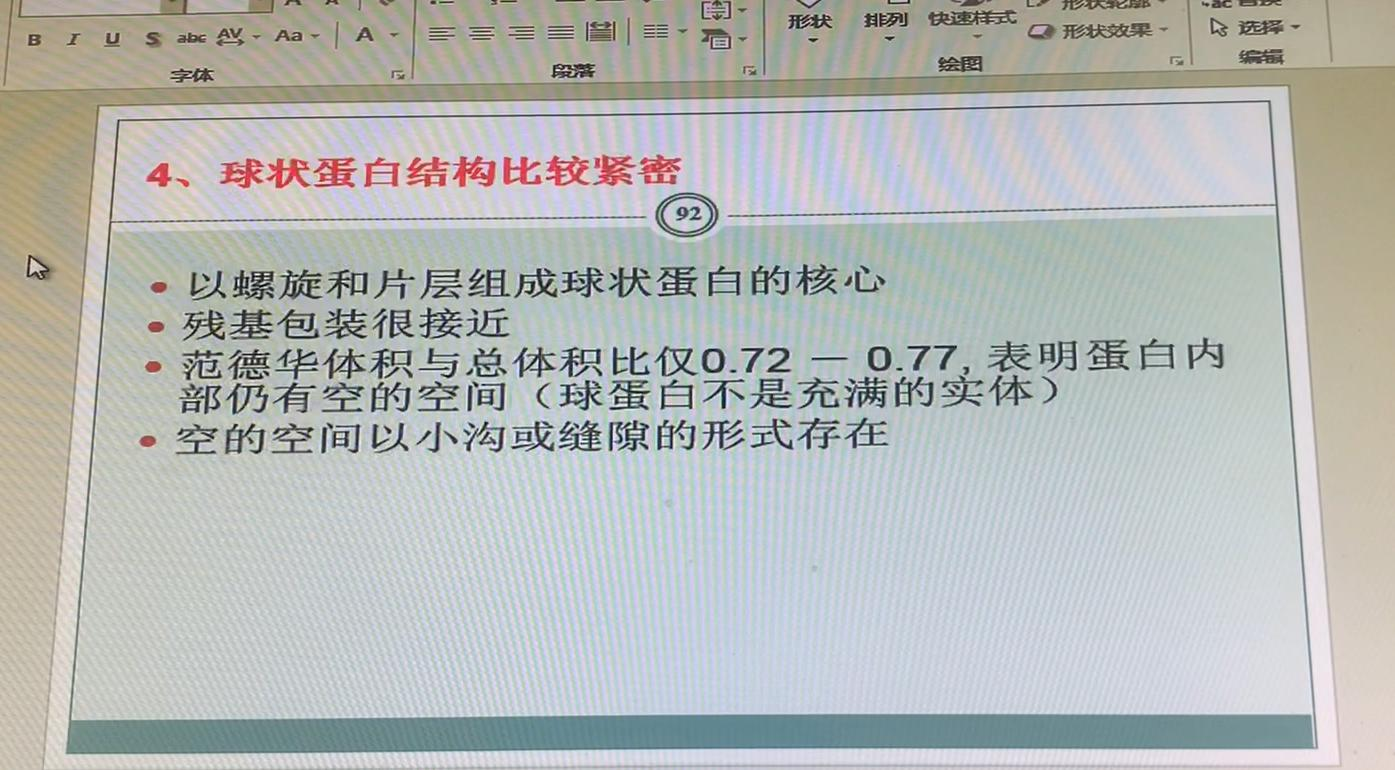 B I U S abc AV Aa A
字体
段落
形状
排列
快速样式
形状效果
选择
绘图
编辑
4、球状蛋白结构比较紧密
92
以螺旋和片层组成球状蛋白的核心
残基包装很接近
范德华体积与总体积比仅0.72 － 0.77, 表明蛋白内
部仍有空的空间（球蛋白不是充满的实体）
空的空间以小沟或缝隙的形式存在